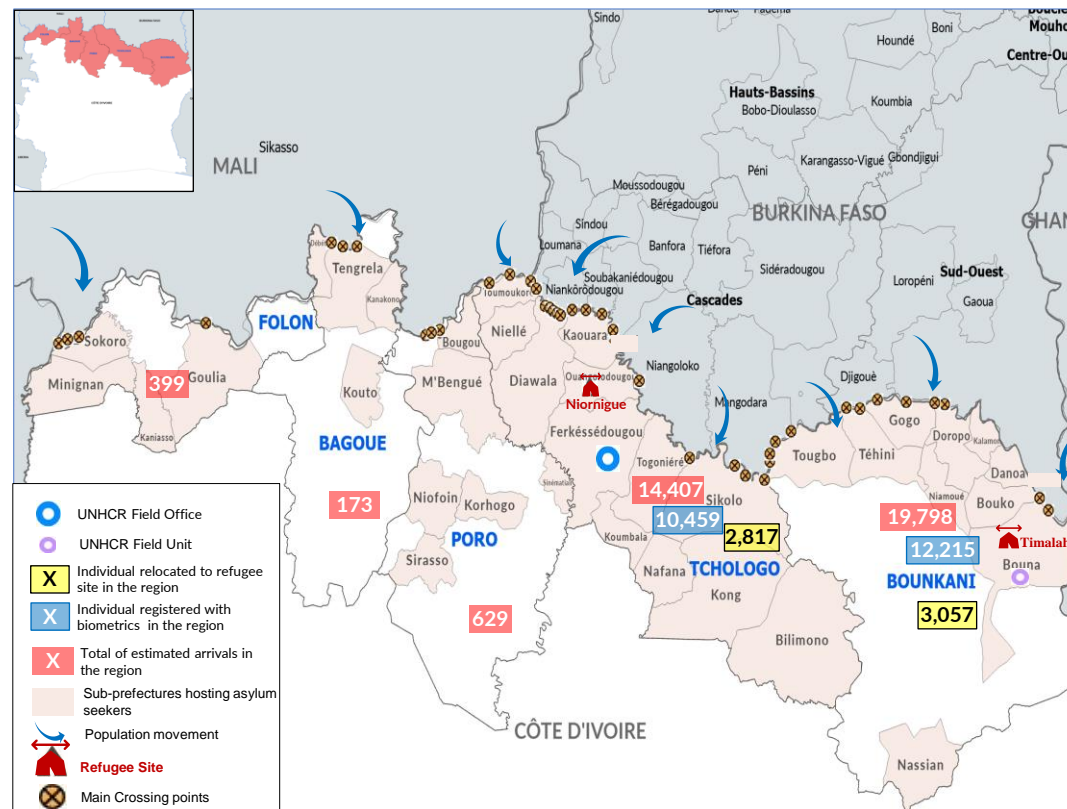 Sindo
Dandé
Padema
Houndé
Boni
Mouho
Centre-Ou
Hauts-Bassins
Bobo-Dioulasso
Koumbia
Sikasso
MALI
Péni
Karangasso-Vigué
Gbondjigui
Moussodougou
Bérégadougou
BURKINA FASO
GHAN
Sindou
Loumana
Banfora
Tiéfora
Soubakaniédougou
Niankôrôdougou
Sidéradougou
Loropéni
Sud-Ouest
Gaoua
Cascades
Niangoloko
Mangodara
Djigouè
CÔTE D'IVOIRE
Tengrela
Kanakono
FOLON
Sokoro
Minignan
Goulia
399
Kaniasso
Kouto
BAGOUE
173
Toumoukoro
Niellé
Kaouara
Bougou
M'Bengué
Diawala
Niornigue
Ferkéssédougou
Togoniéré
14,407
Sikolo
10,459
2,817
Niofoin
Korhogo
Sirasso
PORO
629
Sinématiali
Koumbala
Nafana
TCHOLOGO
Kong
Bilimono
Gogo
Tougbo
Téhini
Doropo
Kalamon
Danoa
Niamoué
Bouko
19,798
Timalah
12,215
Bouna
BOUNKANI
3,057
Nassian
CÔTE D'IVOIRE
UNHCR Field Office
UNHCR Field Unit
X Individual relocated to refugee
site in the region
X Individual registered with
biometrics in the region
X Total of estimated arrivals in
the region
Sub-prefectures hosting asylum
seekers
Population movement
Refugee Site
Main Crossing points